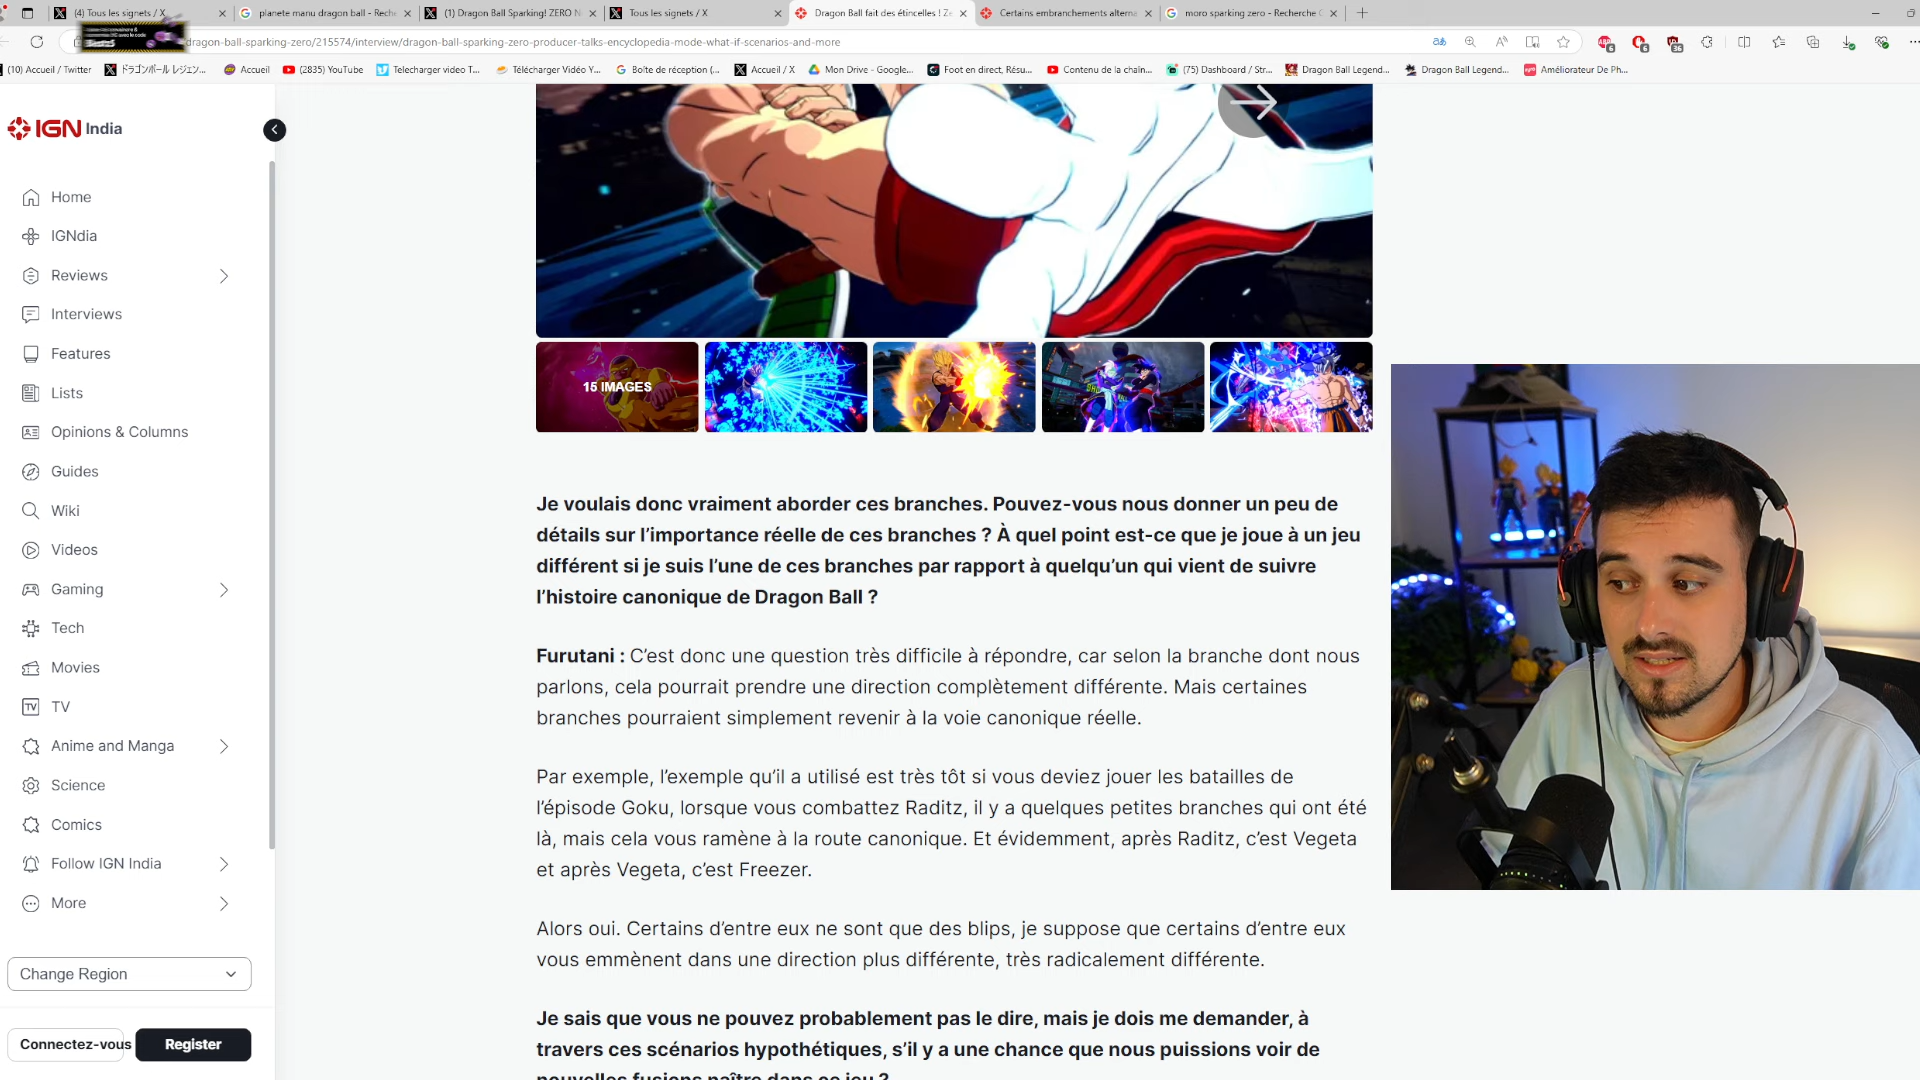 (4) Tous les signets / X
planete manu dragon ball - Rech
(1) Dragon Ball Sparking! ZERO N
Tous les signets / X
Dragon Ball fait des étincelles ! Ze
Certains embranchements alterna
moro sparking zero - Recherche
dragon-ball-sparking-zero/215574/interview/dragon-ball-sparking-zero-producer-talks-encyclopedia-mode-what-if-scenarios-and-more
(10) Accueil / Twitter
ドラゴンボール レジェン...
Accueil
(2835) YouTube
Telecharger video T...
Télécharger Vidéo Y...
Boîte de réception (...
Accueil / X
Mon Drive - Google...
Foot en direct, Résu...
Contenu de la chaîn...
(75) Dashboard / Str...
Dragon Ball Legend...
Dragon Ball Legend...
Améliorateur De Ph...
IGN India
Home
IGNdia
Reviews
Interviews
Features
Lists
Opinions & Columns
Guides
Wiki
Videos
Gaming
Tech
Movies
TV
Anime and Manga
Science
Comics
Follow IGN India
More
Change Region
Connectez-vous
Register
15 IMAGES
Je voulais donc vraiment aborder ces branches. Pouvez-vous nous donner un peu de
détails sur l’importance réelle de ces branches ? À quel point est-ce que je joue à un jeu
différent si je suis l’une de ces branches par rapport à quelqu’un qui vient de suivre
l’histoire canonique de Dragon Ball ?
Furutani : C’est donc une question très difficile à répondre, car selon la branche dont nous
parlons, cela pourrait prendre une direction complètement différente. Mais certaines
branches pourraient simplement revenir à la voie canonique réelle.
Par exemple, l’exemple qu’il a utilisé est très tôt si vous deviez jouer les batailles de
l’épisode Goku, lorsque vous combattez Raditz, il y a quelques petites branches qui ont été
là, mais cela vous ramène à la route canonique. Et évidemment, après Raditz, c’est Vegeta
et après Vegeta, c’est Freezer.
Alors oui. Certains d’entre eux ne sont que des blips, je suppose que certains d’entre eux
vous emmènent dans une direction plus différente, très radicalement différente.
Je sais que vous ne pouvez probablement pas le dire, mais je dois me demander, à
travers ces scénarios hypothétiques, s’il y a une chance que nous puissions voir de
nouvelles fusions naître dans ce jeu ?